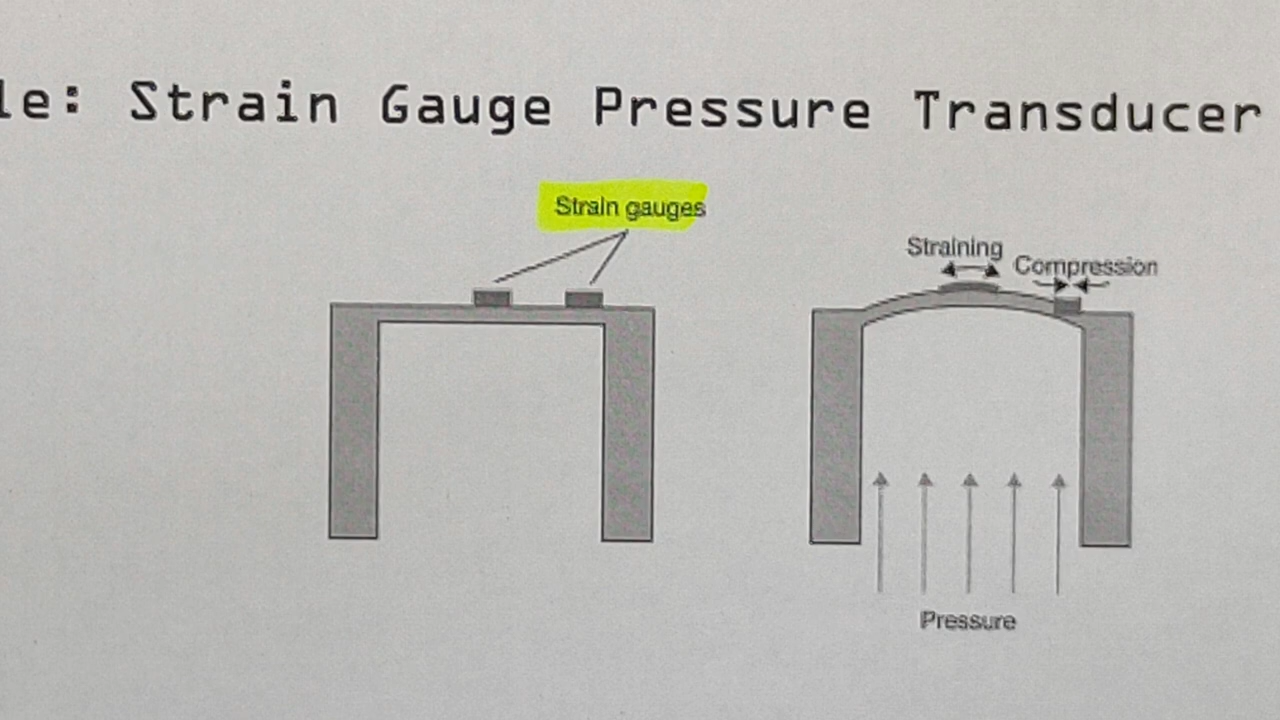 le: Strain Gauge Pressure Transducer
Strain gauges
Straining
Compression
Pressure